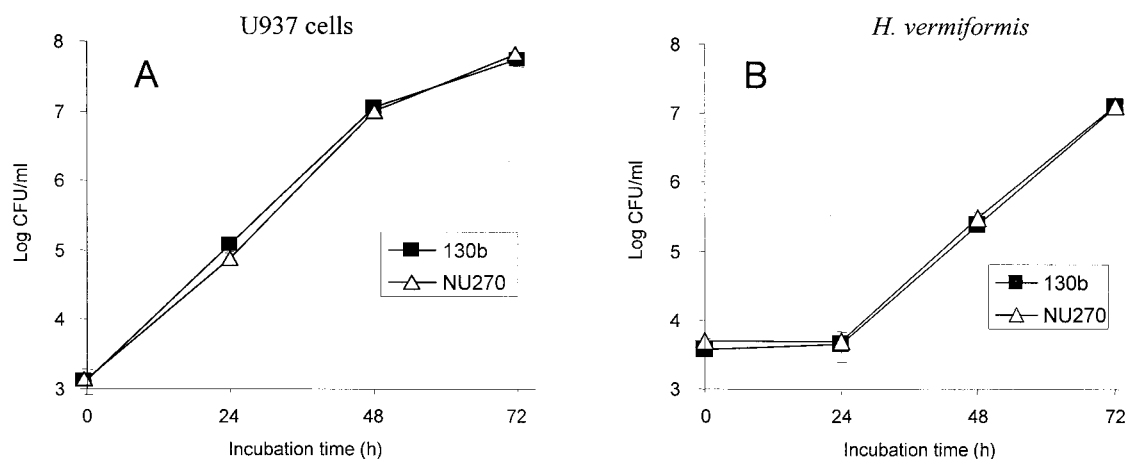 U937 cells
A
8
7
6
5
4
3
Log CFU/ml
130b
NU270
0 24 48 72
Incubation time (h)
H. vermiformis
B
8
7
6
5
4
3
Log CFU/ml
130b
NU270
0 24 48 72
Incubation time (h)